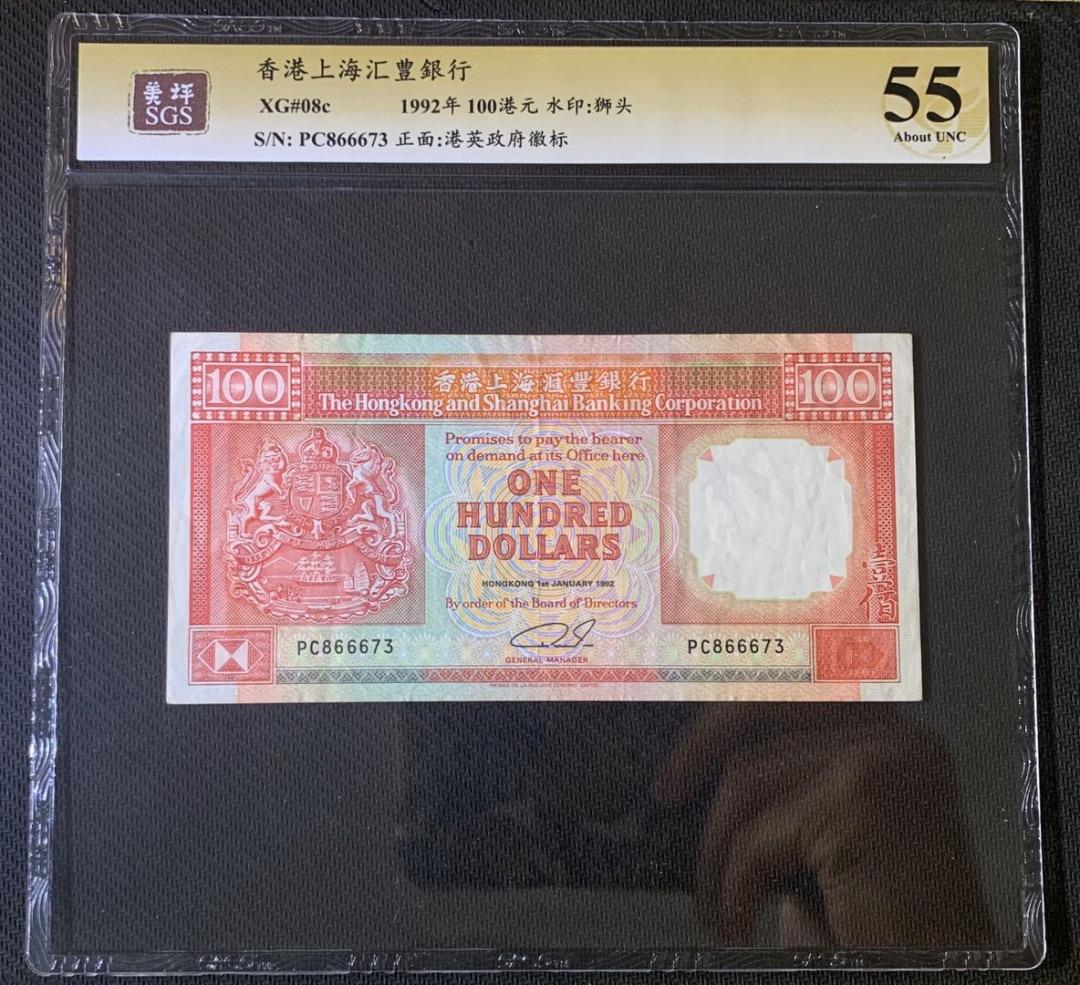 香港上海汇豐銀行
美坪
SGS
XG#08c 1992年 100港元 水印:狮头
S/N: PC866673 正面:港英政府徽标
55
About UNC
100
香港上海滙豐銀行
The Hongkong and Shanghai Banking Corporation
100
Promises to pay the bearer
on demand at its Office here
ONE
HUNDRED
DOLLARS
HONGKONG 1st JANUARY 1992
By order of the Board of Directors
壹佰
PC866673
PC866673
GENERAL MANAGER